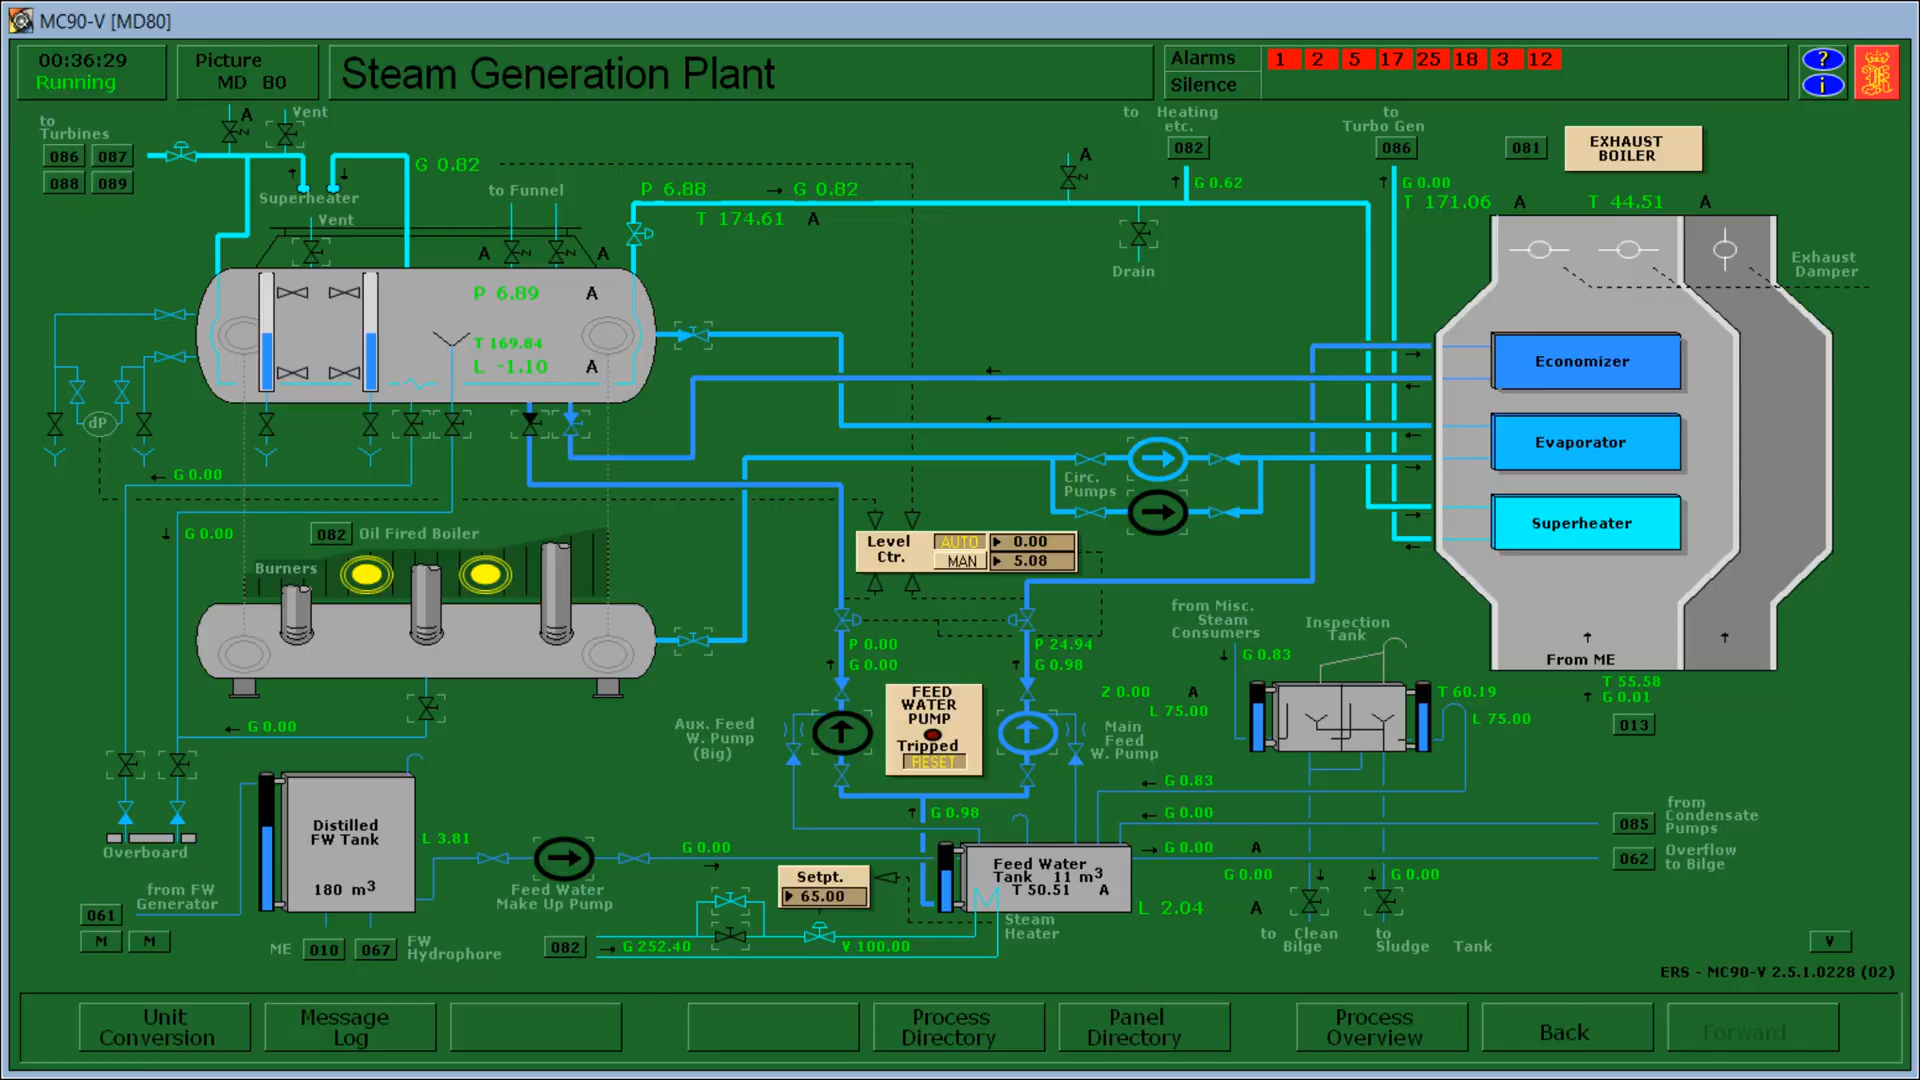 MC90-V [MD80]
00:36:29
Running
Picture
MD 80
Steam Generation Plant
Alarms
Silence
1 2 5 17 25 18 3 12
?
i
to
Turbines
086 087
088 089
A
Vent
Superheater
Vent
G 0.82
to Funnel
A
A
P 6.88 → G 0.82
T 174.61 A
A
Drain
to Heating
etc.
082
G 0.62
to
Turbo Gen
086
G 0.00
T 171.06 A
081
EXHAUST
BOILER
T 44.51 A
Exhaust
Damper
P 6.89 A
T 169.84
L -1.10 A
dP
G 0.00
G 0.00
Economizer
Evaporator
Superheater
Circ.
Pumps
082 Oil Fired Boiler
Burners
Level
Ctr.
AUTO 0.00
MAN 5.08
P 0.00
G 0.00
P 24.94
G 0.98
from Misc.
Steam
Consumers
G 0.83
Inspection
Tank
From ME
T 55.58
G 0.01
013
Z 0.00 A
L 75.00
T 60.19
L 75.00
G 0.00
Aux. Feed
W. Pump
(Big)
FEED
WATER
PUMP
Tripped
RESET
Main
Feed
W. Pump
G 0.83
G 0.98
G 0.00
085
from
Condensate
Pumps
Distilled
FW Tank
180 m³
L 3.81
Overboard
G 0.00
Feed Water
Make Up Pump
Feed Water
Tank 11 m³
T 50.51 A
G 0.00 A
062
Overflow
to Bilge
Setpt.
65.00
L 2.04 A
Steam
Heater
G 0.00
G 0.00
from FW
Generator
061
M M
ME 010 067 FW
Hydrophore
082
G 252.40
V 100.00
to Clean
Bilge
to
Sludge Tank
V
ERS - MC90-V 2.5.1.0228 (02)
Unit
Conversion
Message
Log
Process
Directory
Panel
Directory
Process
Overview
Back
Forward